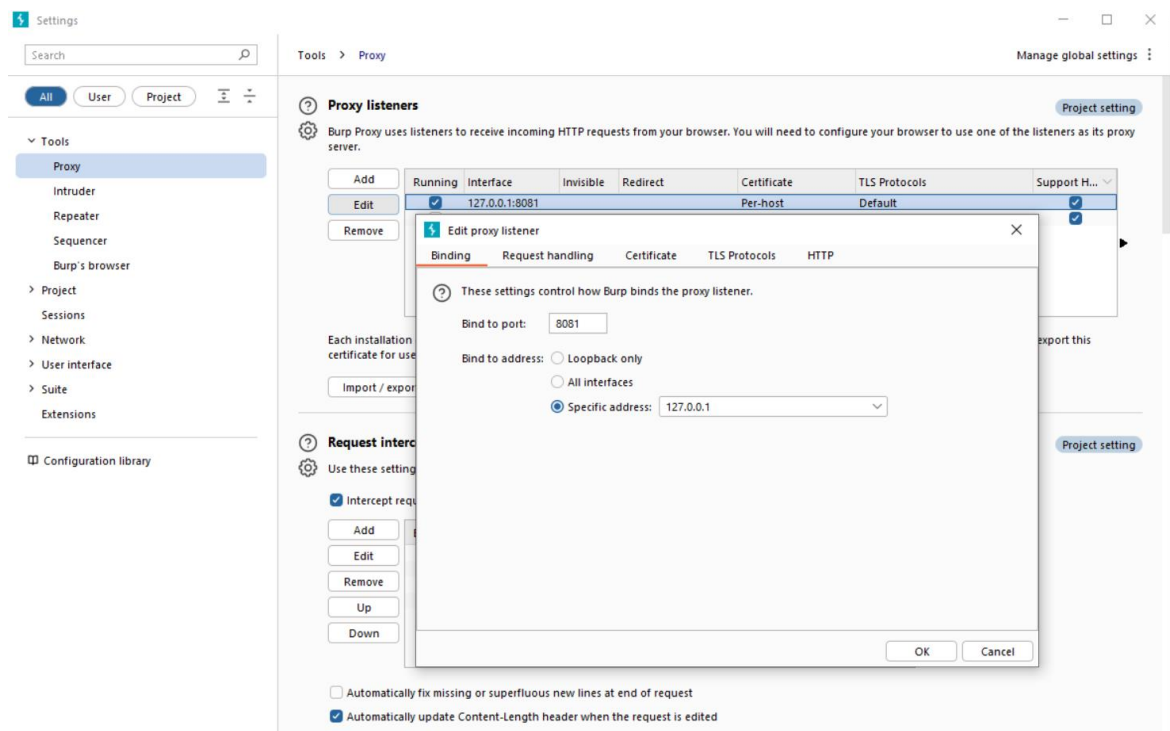 Settings
Search
Tools > Proxy
Manage global settings
All
User
Project
Tools
Proxy
Intruder
Repeater
Sequencer
Burp's browser
Project
Sessions
Network
User interface
Suite
Extensions
Configuration library
Proxy listeners
Project setting
Burp Proxy uses listeners to receive incoming HTTP requests from your browser. You will need to configure your browser to use one of the listeners as its proxy
server.
Add
Edit
Remove
Running Interface Invisible Redirect Certificate TLS Protocols Support H...
127.0.0.1:8081 Per-host Default
Edit proxy listener
Binding Request handling Certificate TLS Protocols HTTP
These settings control how Burp binds the proxy listener.
Bind to port: 8081
Bind to address: Loopback only
All interfaces
Specific address: 127.0.0.1
OK
Cancel
Each installation
export this
certificate for use
Import / expor
Request interc
Project setting
Use these setting
Intercept requ
Add
Edit
Remove
Up
Down
Automatically fix missing or superfluous new lines at end of request
Automatically update Content-Length header when the request is edited